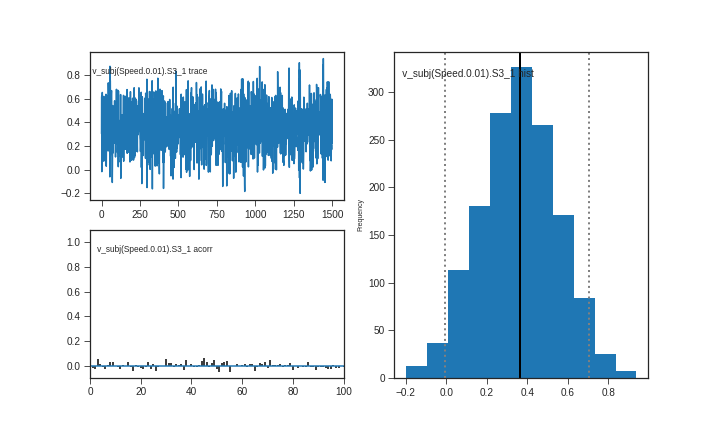 v_subj(Speed.0.01).S3_1 trace
0.8
0.6
0.4
0.2
0.0
−0.2
0 250 500 750 1000 1250 1500
v_subj(Speed.0.01).S3_1 acorr
1.0
0.8
0.6
0.4
0.2
0.0
0 20 40 60 80 100
v_subj(Speed.0.01).S3_1 hist
Frequency
300
250
200
150
100
50
0
−0.2 0.0 0.2 0.4 0.6 0.8